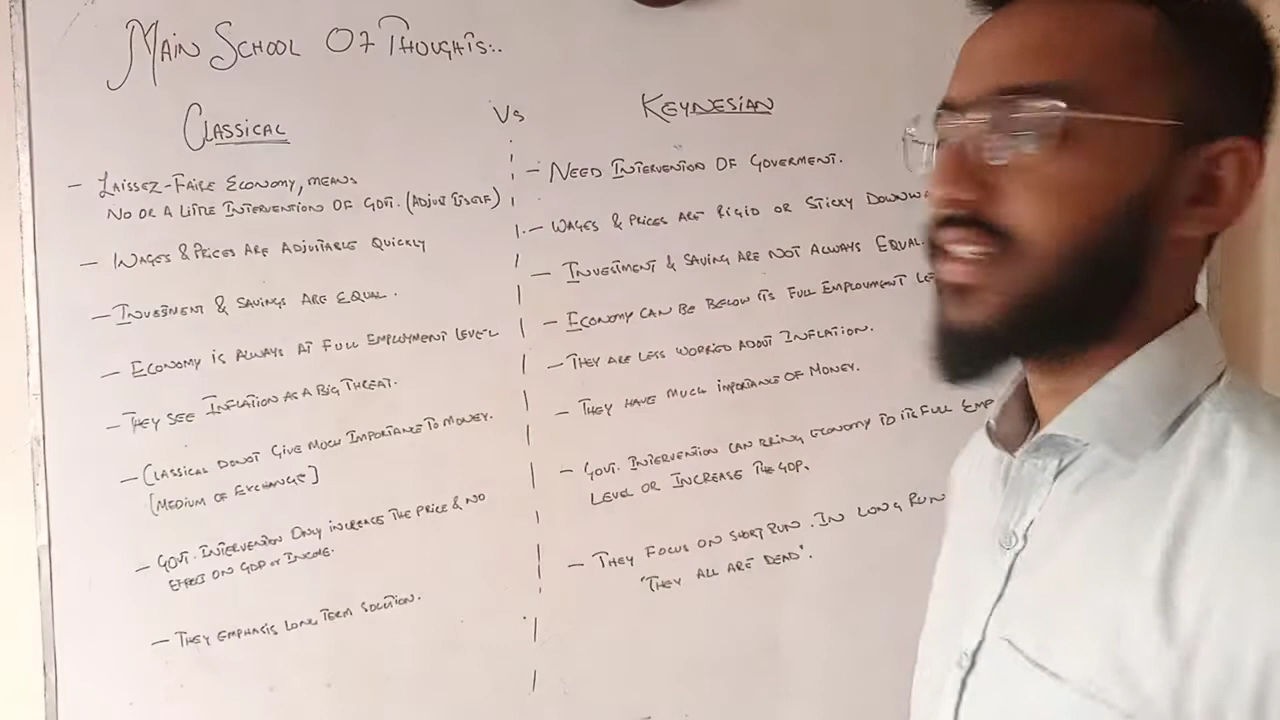 MAIN SCHOOL OF THOUGHTS:.
CLASSICAL
Vs
KEYNESIAN
- LAISSEZ-FAIRE ECONOMY, MEANS
NO OR A LITTLE INTERVENTION OF GOVT. (ADJUST ITSELF)
- WAGES & PRICES ARE ADJUSTABLE QUICKLY
- INVESTMENT & SAVINGS ARE EQUAL.
- ECONOMY IS ALWAYS AT FULL EMPLOYMENT LEVEL
- THEY SEE INFLATION AS A BIG THREAT.
- CLASSICAL DO NOT GIVE MUCH IMPORTANCE TO MONEY.
[MEDIUM OF EXCHANGE]
- GOVT. INTERVENTION ONLY INCREASE THE PRICE & NO
EFFECT ON GDP or INCOME.
- THEY EMPHASIS LONG TERM SOLUTION.
- NEED INTERVENTION OF GOVERMENT.
- WAGES & PRICES ARE RIGID OR STICKY DOWNW
- INVESTMENT & SAVING ARE NOT ALWAYS EQUAL.
- ECONOMY CAN BE BELOW ITS FULL EMPLOYMENT LE
- THEY ARE LESS WORRIED ABOUT INFLATION.
- THEY HAVE MUCH IMPORTANCE OF MONEY.
- GOVT. INTERVENTION CAN BRING ECONOMY TO ITS FULL EMP
LEVEL OR INCREASE THE GDP.
- THEY FOCUS ON SHORT RUN. IN LONG RUN
'THEY ALL ARE DEAD'.